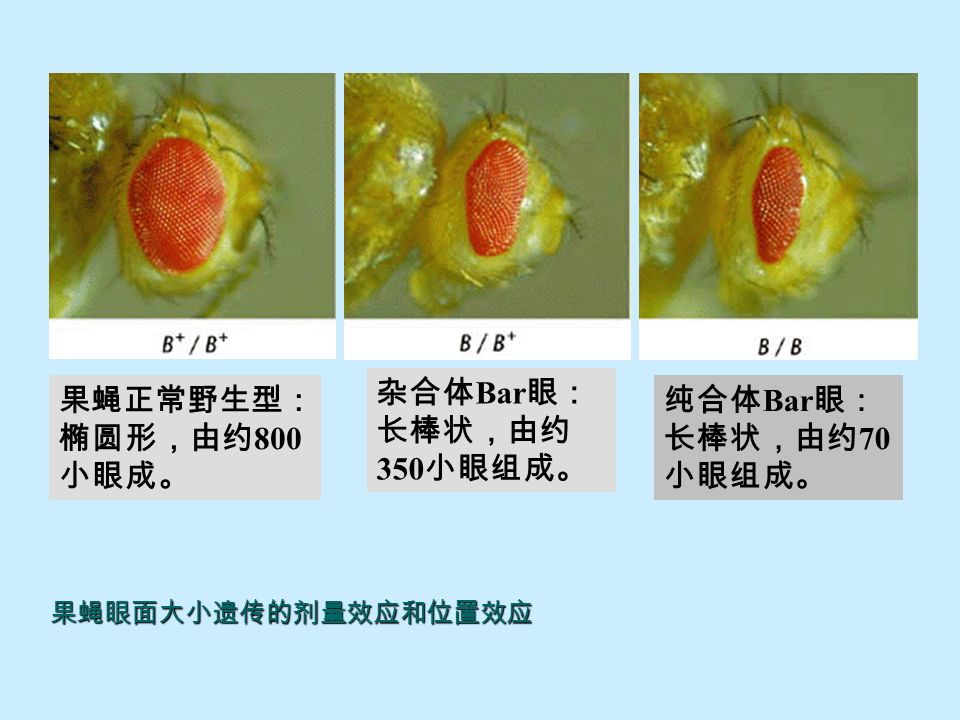 B⁺ / B⁺
B / B⁺
B / B
果蝇正常野生型：
椭圆形，由约800
小眼成。
杂合体Bar眼：
长棒状，由约
350小眼组成。
纯合体Bar眼：
长棒状，由约70
小眼组成。
果蝇眼面大小遗传的剂量效应和位置效应